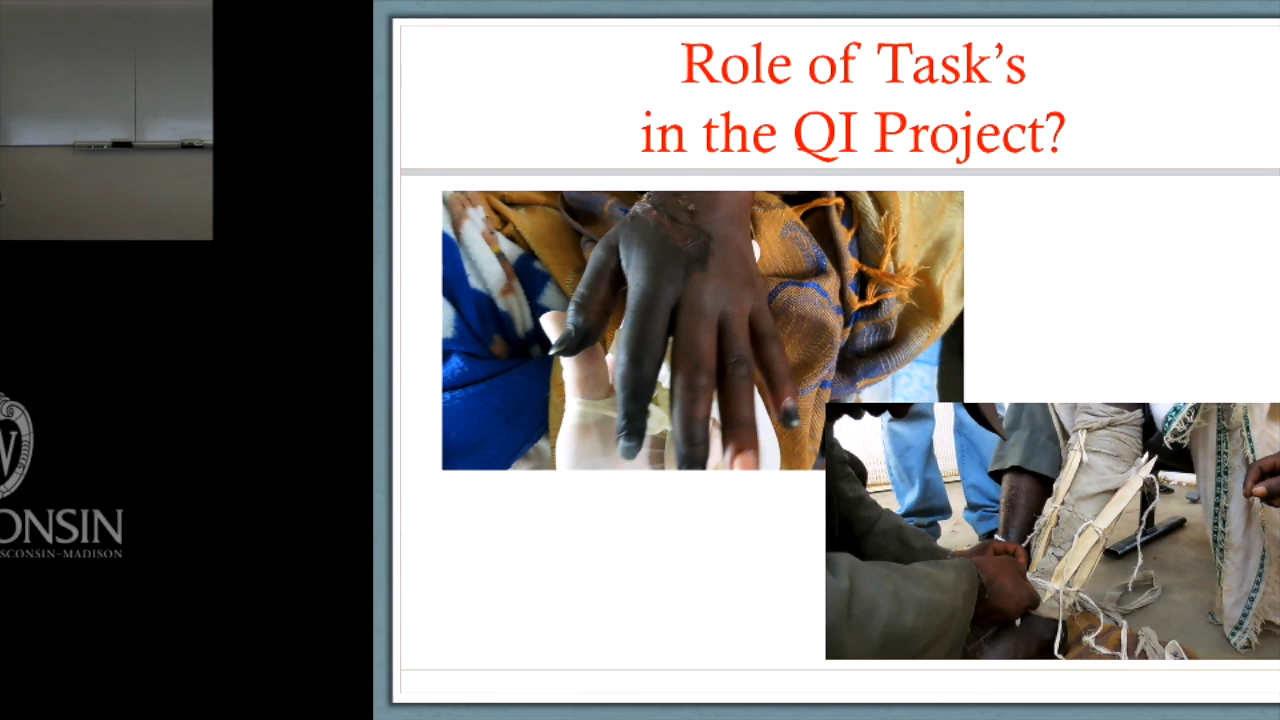 Role of Task's
in the QI Project?
W
ONSIN
SCONSIN–MADISON